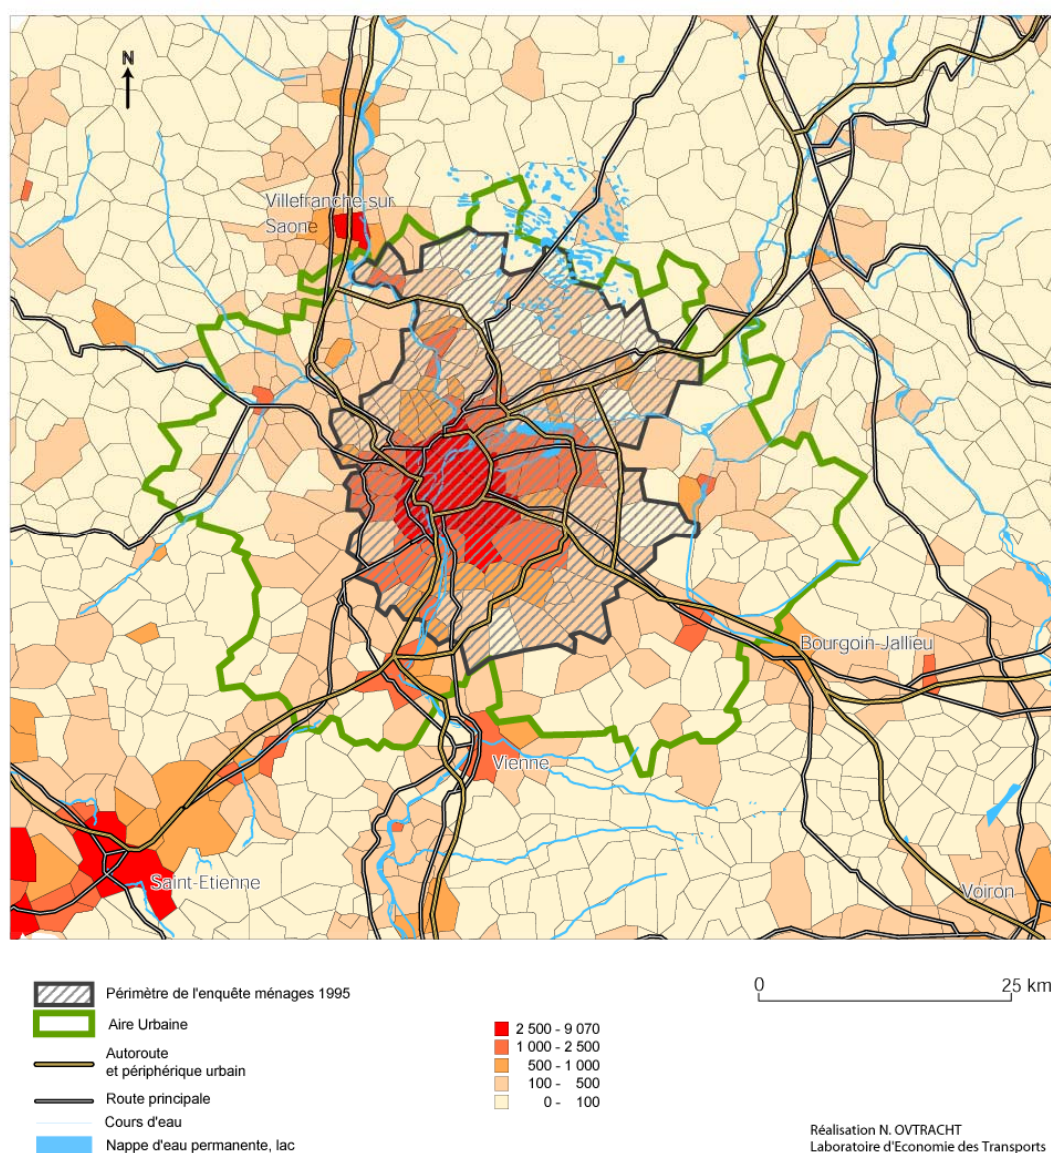 N
Villefranche-sur
Saone
Bourgoin-Jallieu
Vienne
Saint-Etienne
Voiron
Périmètre de l'enquête ménages 1995
Aire Urbaine
Autoroute
et périphérique urbain
Route principale
Cours d'eau
Nappe d'eau permanente, lac
2 500 - 9 070
1 000 - 2 500
500 - 1 000
100 - 500
0 - 100
0 25 km
Réalisation N. OVTRACHT
Laboratoire d'Economie des Transports